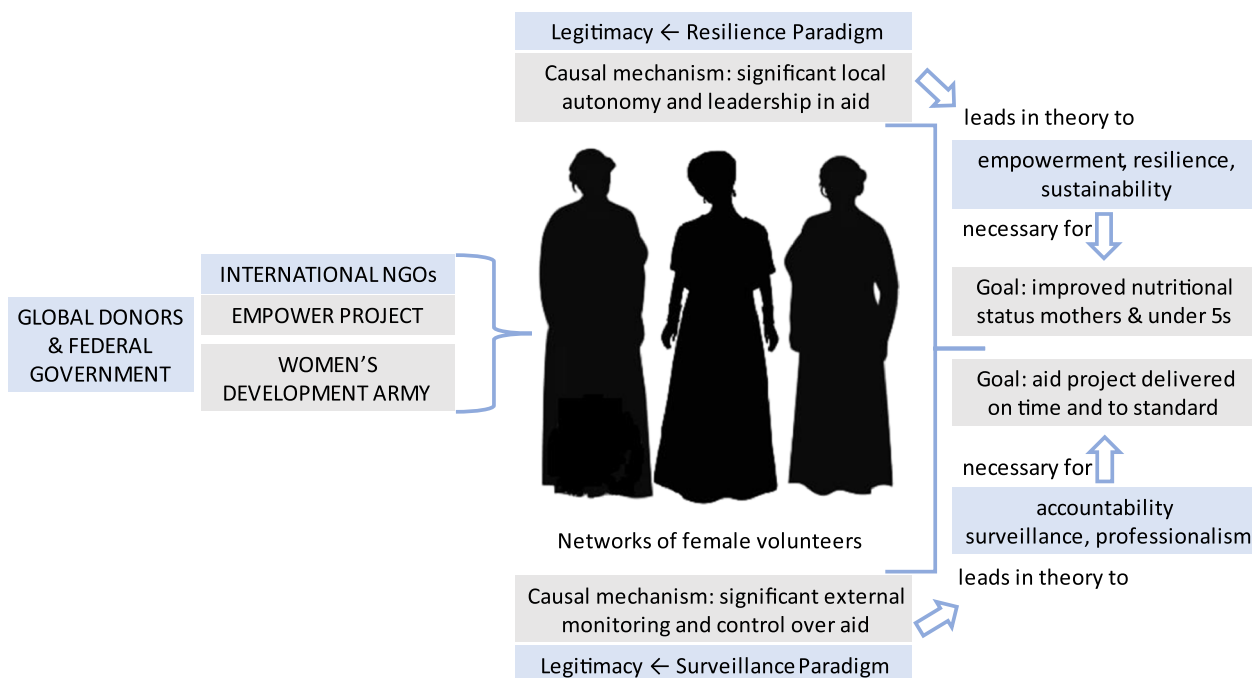 Legitimacy ← Resilience Paradigm
Causal mechanism: significant local
autonomy and leadership in aid
leads in theory to
empowerment, resilience,
sustainability
necessary for
Goal: improved nutritional
status mothers & under 5s
INTERNATIONAL NGOs
EMPOWER PROJECT
WOMEN’S
DEVELOPMENT ARMY
GLOBAL DONORS
& FEDERAL
GOVERNMENT
Goal: aid project delivered
on time and to standard
necessary for
accountability
surveillance, professionalism
leads in theory to
Networks of female volunteers
Causal mechanism: significant external
monitoring and control over aid
Legitimacy ← Surveillance Paradigm